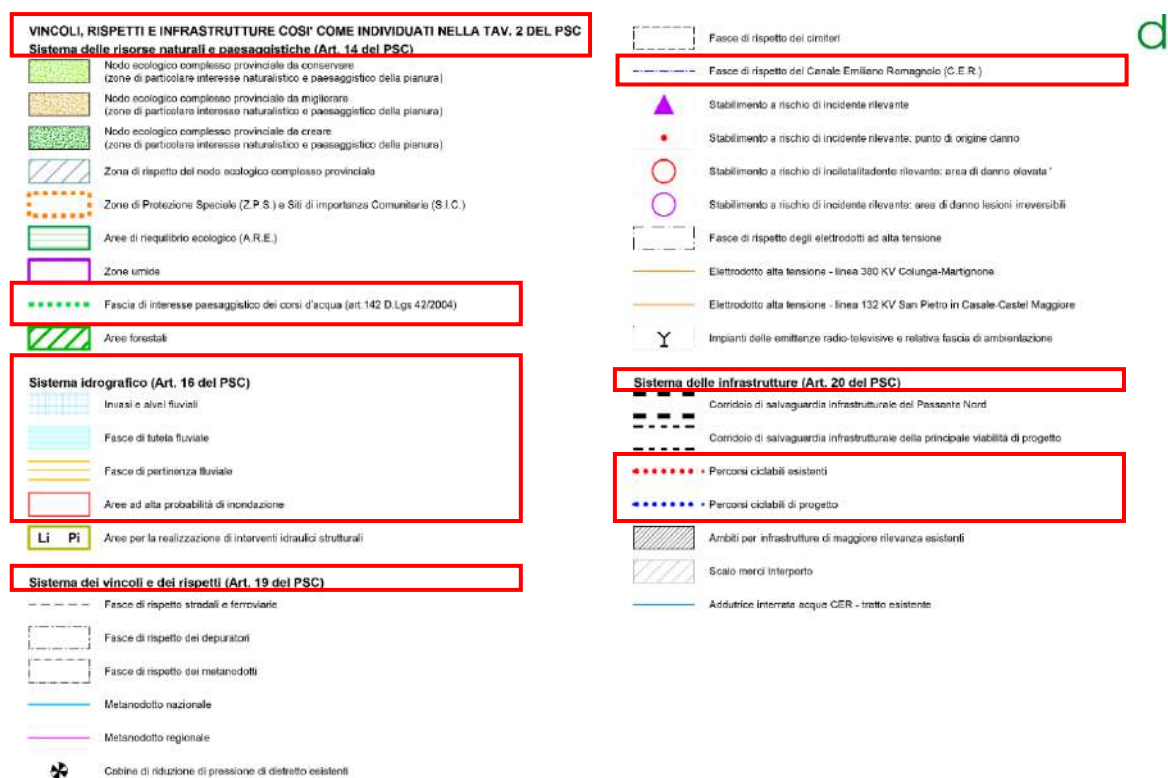 VINCOLI, RISPETTI E INFRASTRUTTURE COSI' COME INDIVIDUATI NELLA TAV. 2 DEL PSC
Sistema delle risorse naturali e paesaggistiche (Art. 14 del PSC)
Nodo ecologico complesso provinciale da conservare
(zone di particolare interesse naturalistico e paesaggistico della pianura)
Nodo ecologico complesso provinciale da migliorare
(zone di particolare interesse naturalistico e paesaggistico della pianura)
Nodo ecologico complesso provinciale da creare
(zone di particolare interesse naturalistico e paesaggistico della pianura)
Zona di rispetto del nodo ecologico complesso provinciale
Zone di Protezione Speciale (Z.P.S.) e Siti di importanza Comunitaria (S.I.C.)
Aree di riequilibrio ecologico (A.R.E.)
Zone umide
Fascia di interesse paesaggistico dei corsi d'acqua (art.142 D.Lgs 42/2004)
Aree forestali
Sistema idrografico (Art. 16 del PSC)
Invasi e alvei fluviali
Fasce di tutela fluviale
Fasce di pertinenza fluviale
Aree ad alta probabilità di inondazione
Li Pi Aree per la realizzazione di interventi idraulici strutturali
Sistema dei vincoli e dei rispetti (Art. 19 del PSC)
Fasce di rispetto stradali e ferroviarie
Fasce di rispetto dei depuratori
Fasce di rispetto dei metanodotti
Metanodotto nazionale
Metanodotto regionale
Cabine di riduzione di pressione di distretto esistenti
d
Fasce di rispetto dei cimiteri
Fasce di rispetto del Canale Emiliano Romagnolo (C.E.R.)
Stabilimento a rischio di incidente rilevante
Stabilimento a rischio di incidente rilevante: punto di origine danno
Stabilimento a rischio di inciletalitadente rilevante: area di danno elevata *
Stabilimento a rischio di incidente rilevante: area di danno lesioni irreversibili
Fasce di rispetto degli elettrodotti ad alta tensione
Elettrodotto alta tensione - linea 380 KV Colunga-Martignone
Elettrodotto alta tensione - linea 132 KV San Pietro in Casale-Castel Maggiore
Impianti delle emittenze radio-televisive e relativa fascia di ambientazione
Sistema delle infrastrutture (Art. 20 del PSC)
Corridoio di salvaguardia infrastrutturale del Passante Nord
Corridoio di salvaguardia infrastrutturale della principale viabilità di progetto
Percorsi ciclabili esistenti
Percorsi ciclabili di progetto
Ambiti per infrastrutture di maggiore rilevanza esistenti
Scalo merci Interporto
Adduttrice interrata acque CER - tratto esistente